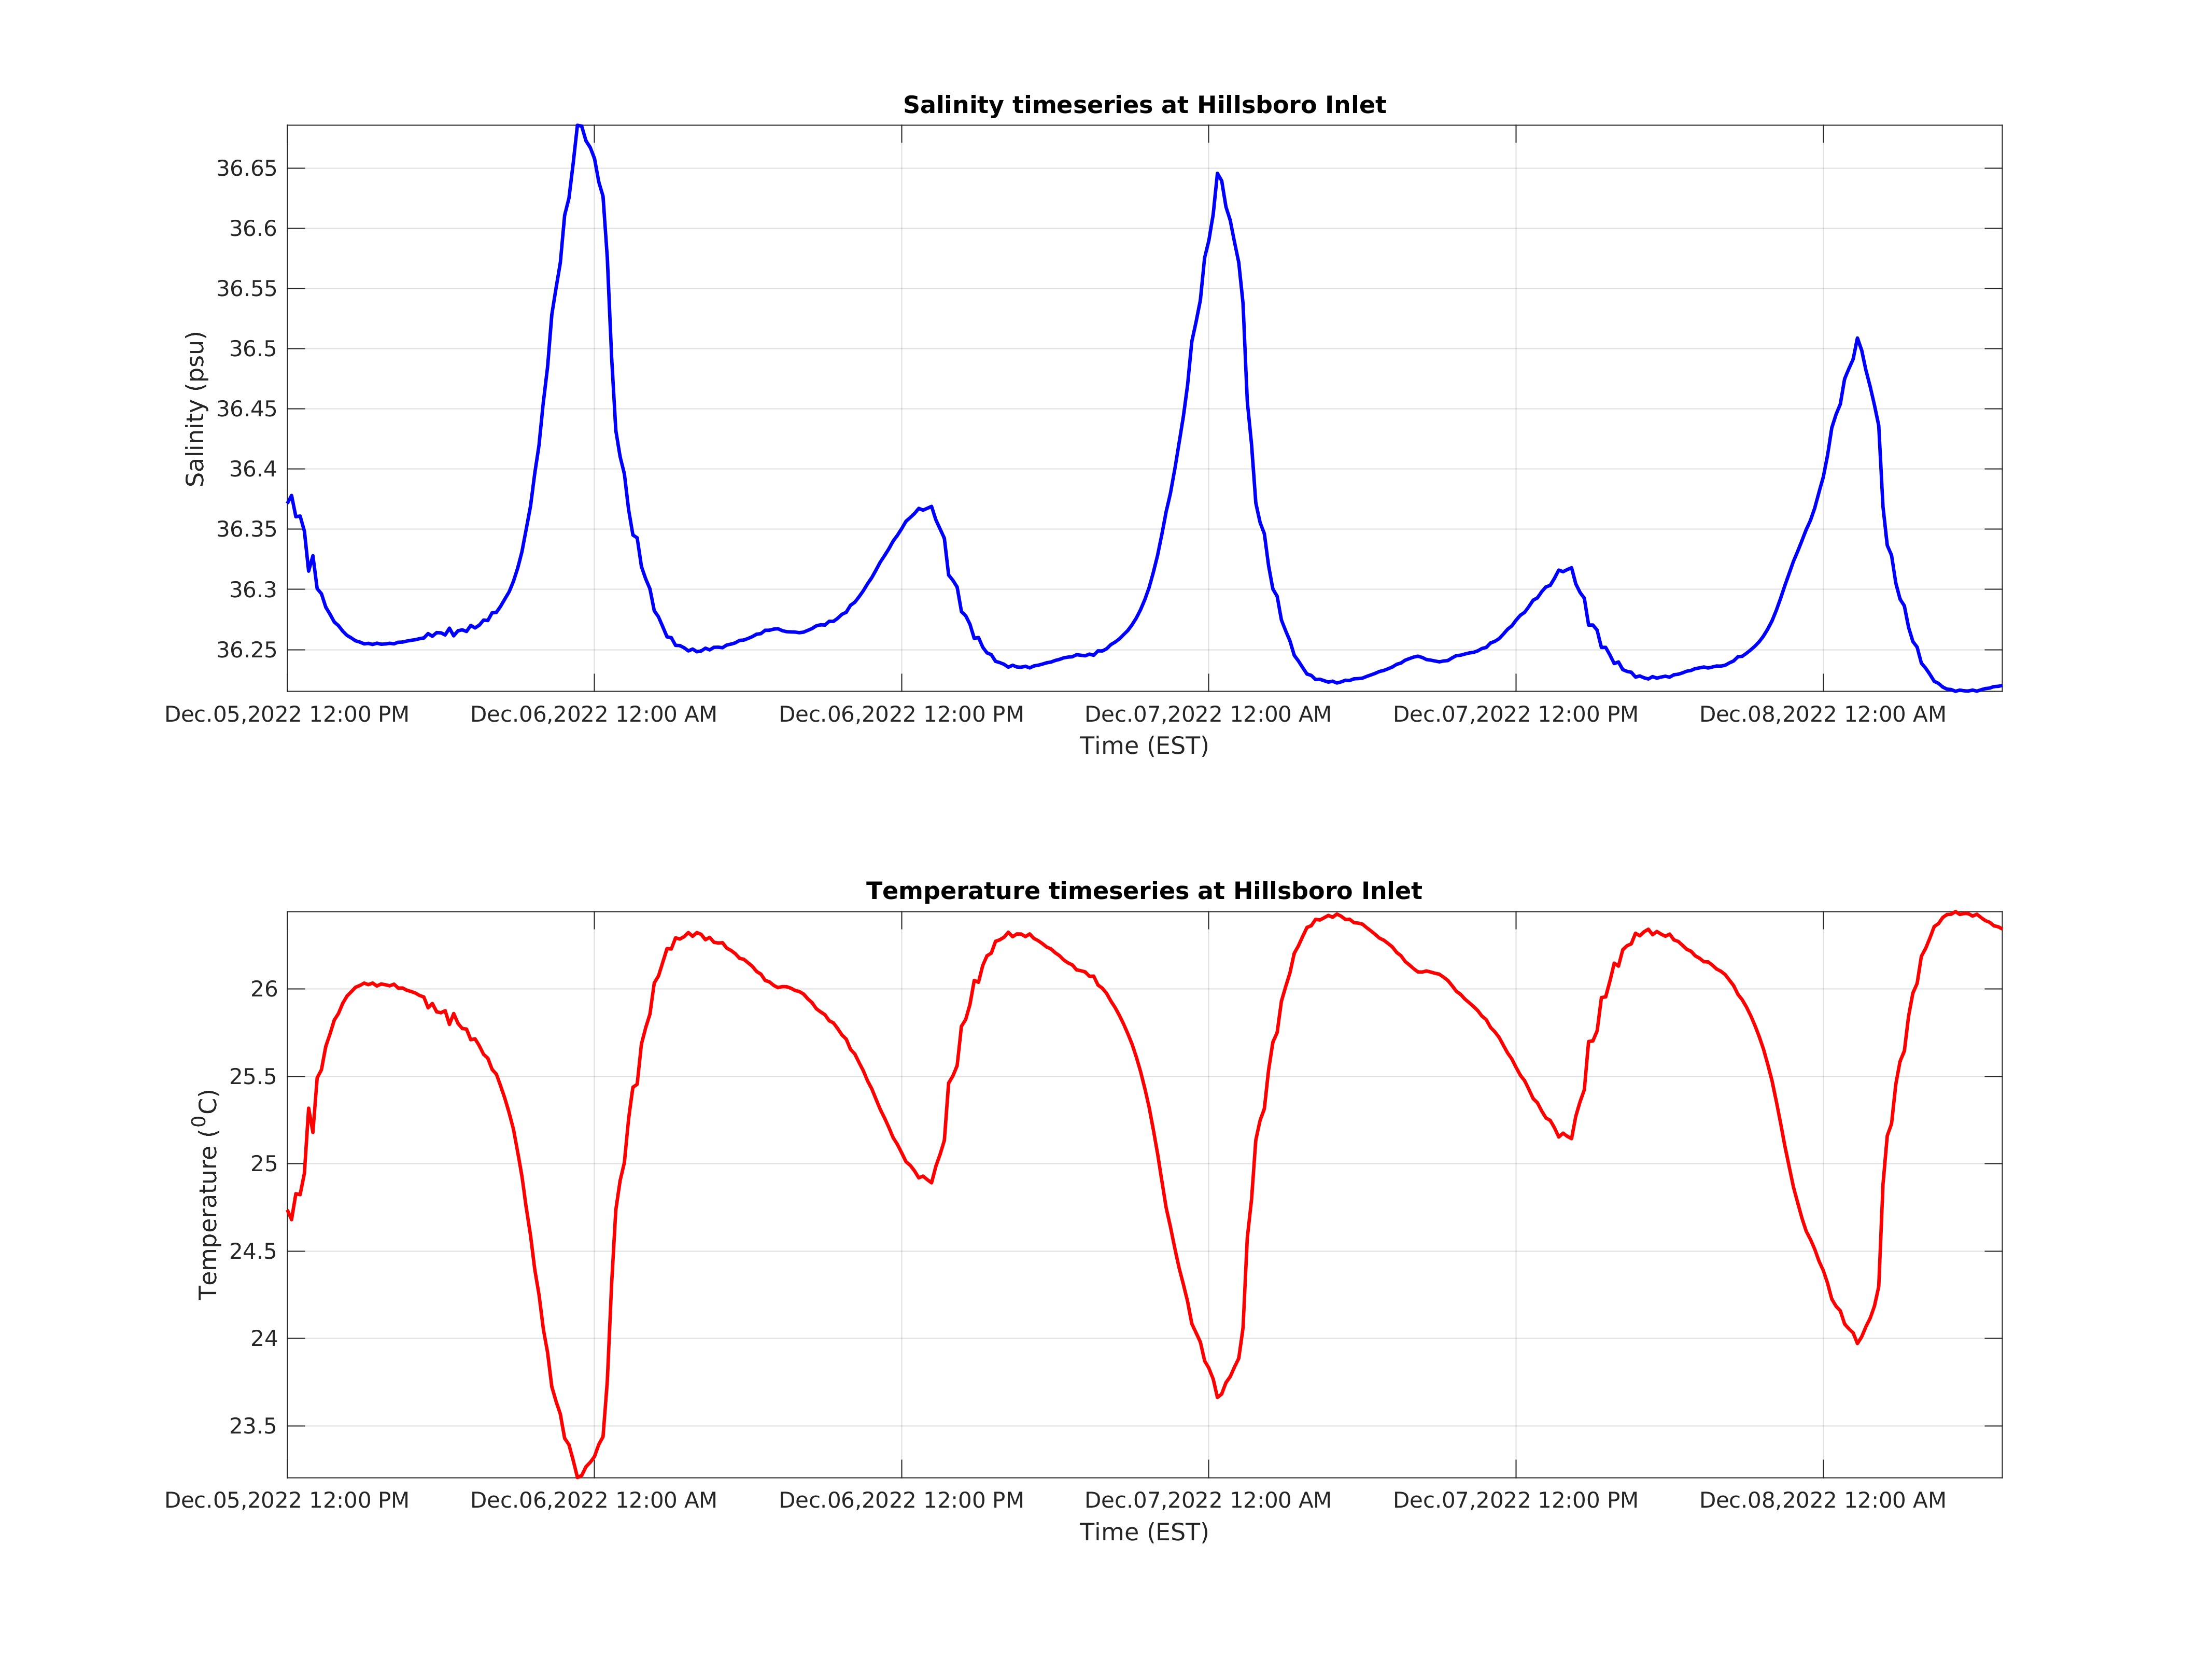 Salinity timeseries at Hillsboro Inlet
36.65
36.6
36.55
36.5
36.45
36.4
36.35
36.3
36.25
Salinity (psu)
Dec.05,2022 12:00 PM Dec.06,2022 12:00 AM Dec.06,2022 12:00 PM Dec.07,2022 12:00 AM Dec.07,2022 12:00 PM Dec.08,2022 12:00 AM
Time (EST)
Temperature timeseries at Hillsboro Inlet
26
25.5
25
24.5
24
23.5
Temperature (⁰C)
Dec.05,2022 12:00 PM Dec.06,2022 12:00 AM Dec.06,2022 12:00 PM Dec.07,2022 12:00 AM Dec.07,2022 12:00 PM Dec.08,2022 12:00 AM
Time (EST)